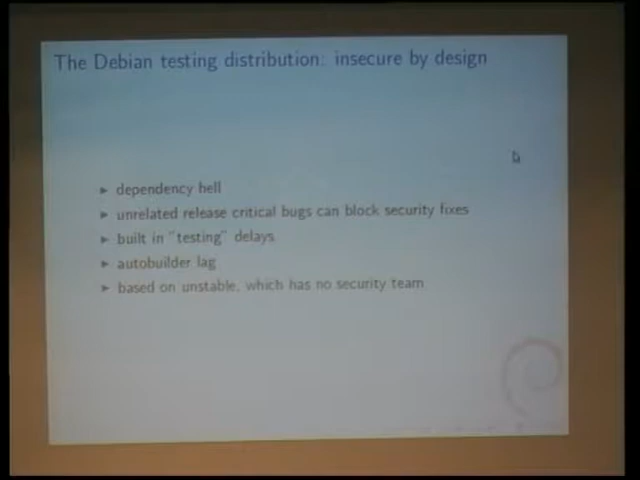 The Debian testing distribution: insecure by design
▸ dependency hell
▸ unrelated release critical bugs can block security fixes
▸ built in "testing" delays
▸ autobuilder lag
▸ based on unstable, which has no security team